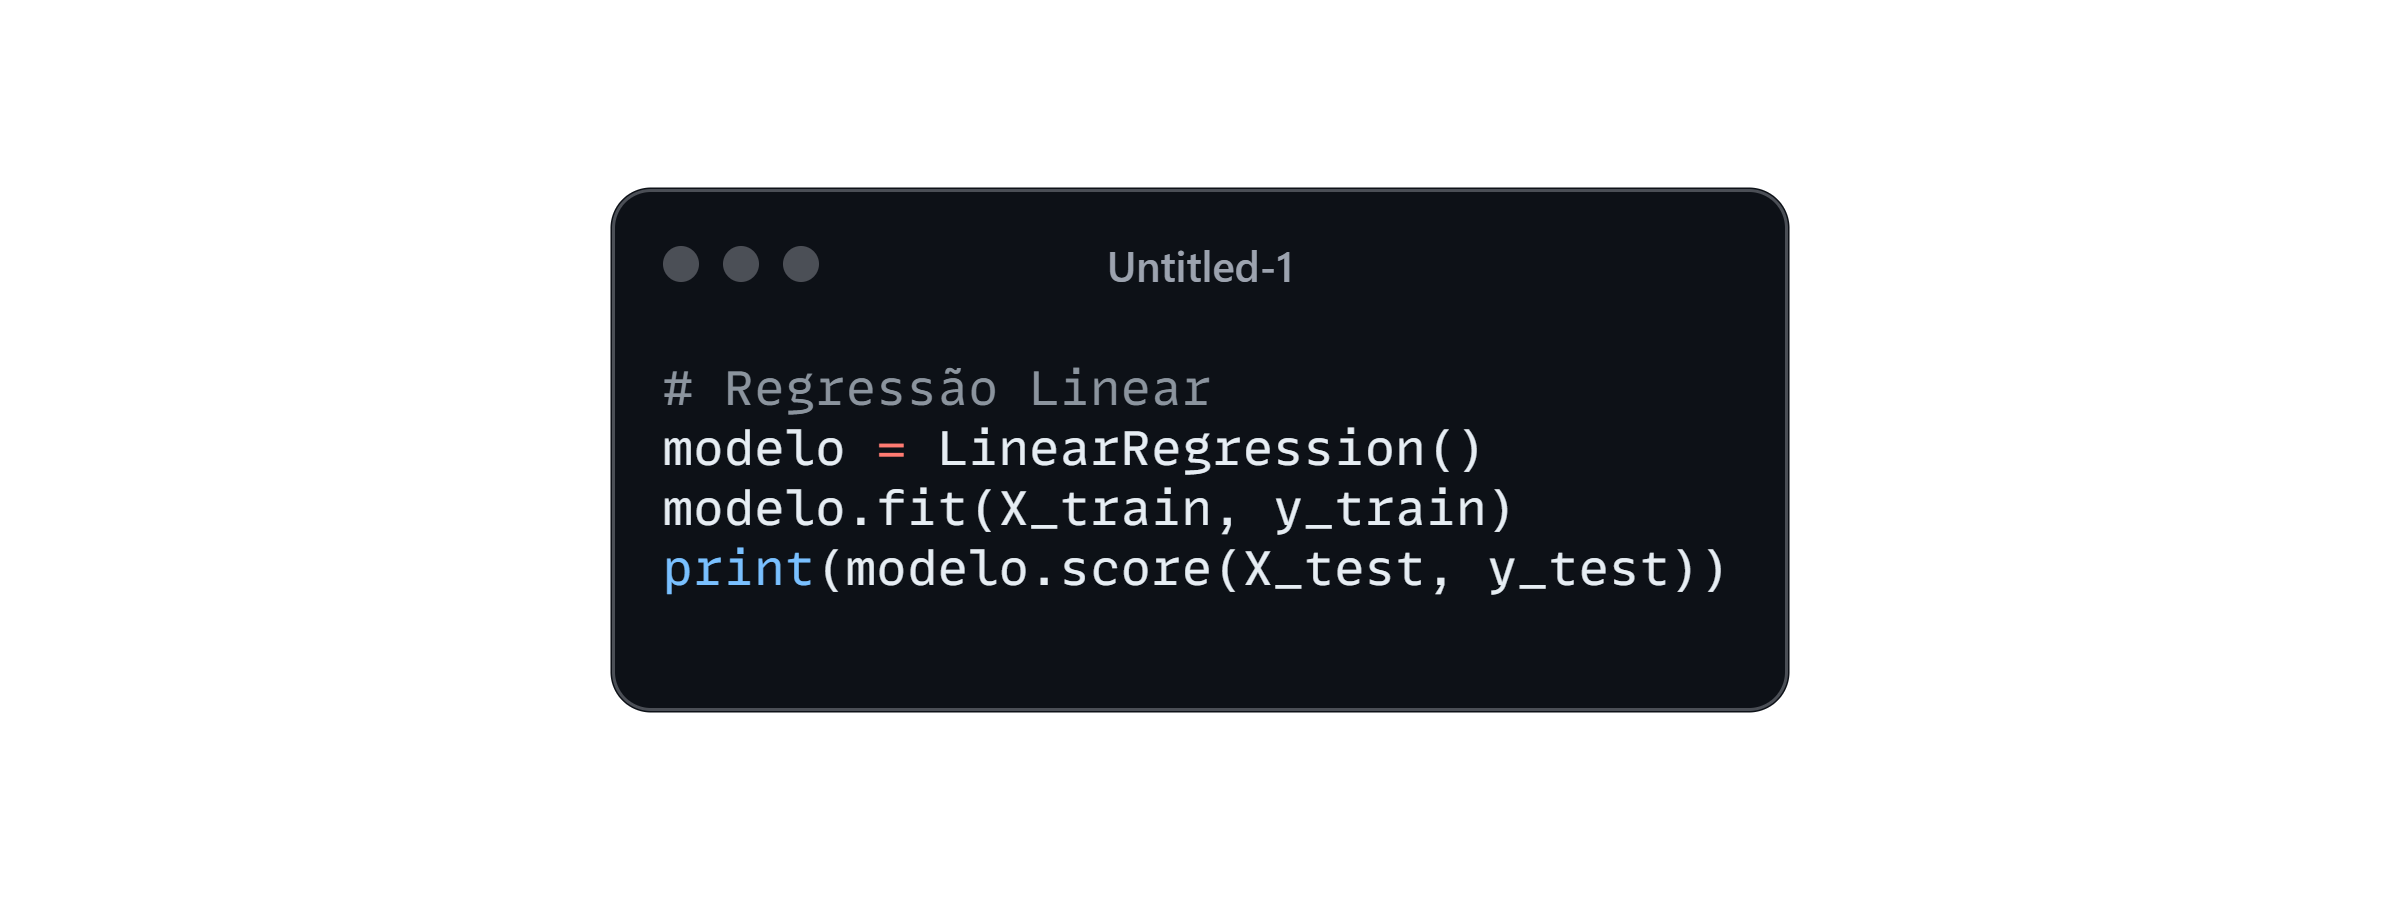 Untitled-1
# Regressão Linear
modelo = LinearRegression()
modelo.fit(X_train, y_train)
print(modelo.score(X_test, y_test))